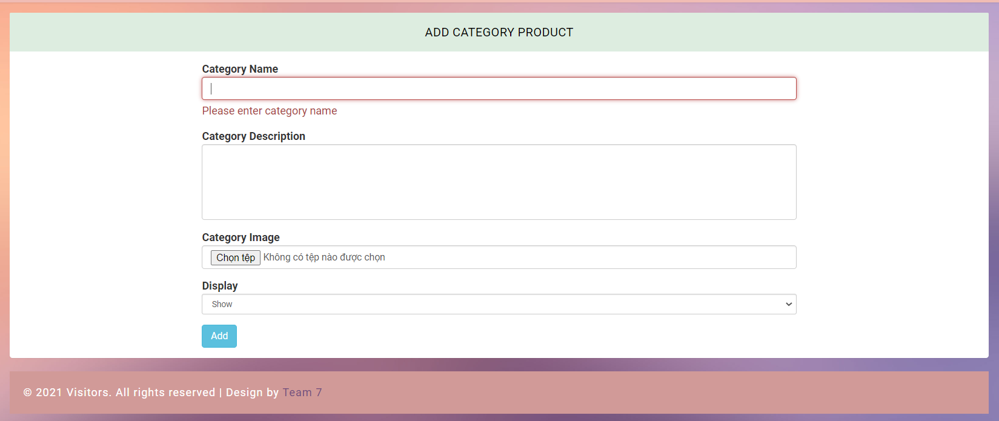 ADD CATEGORY PRODUCT
Category Name
Please enter category name
Category Description
Category Image
Chọn tệp Không có tệp nào được chọn
Display
Show
Add
© 2021 Visitors. All rights reserved | Design by Team 7